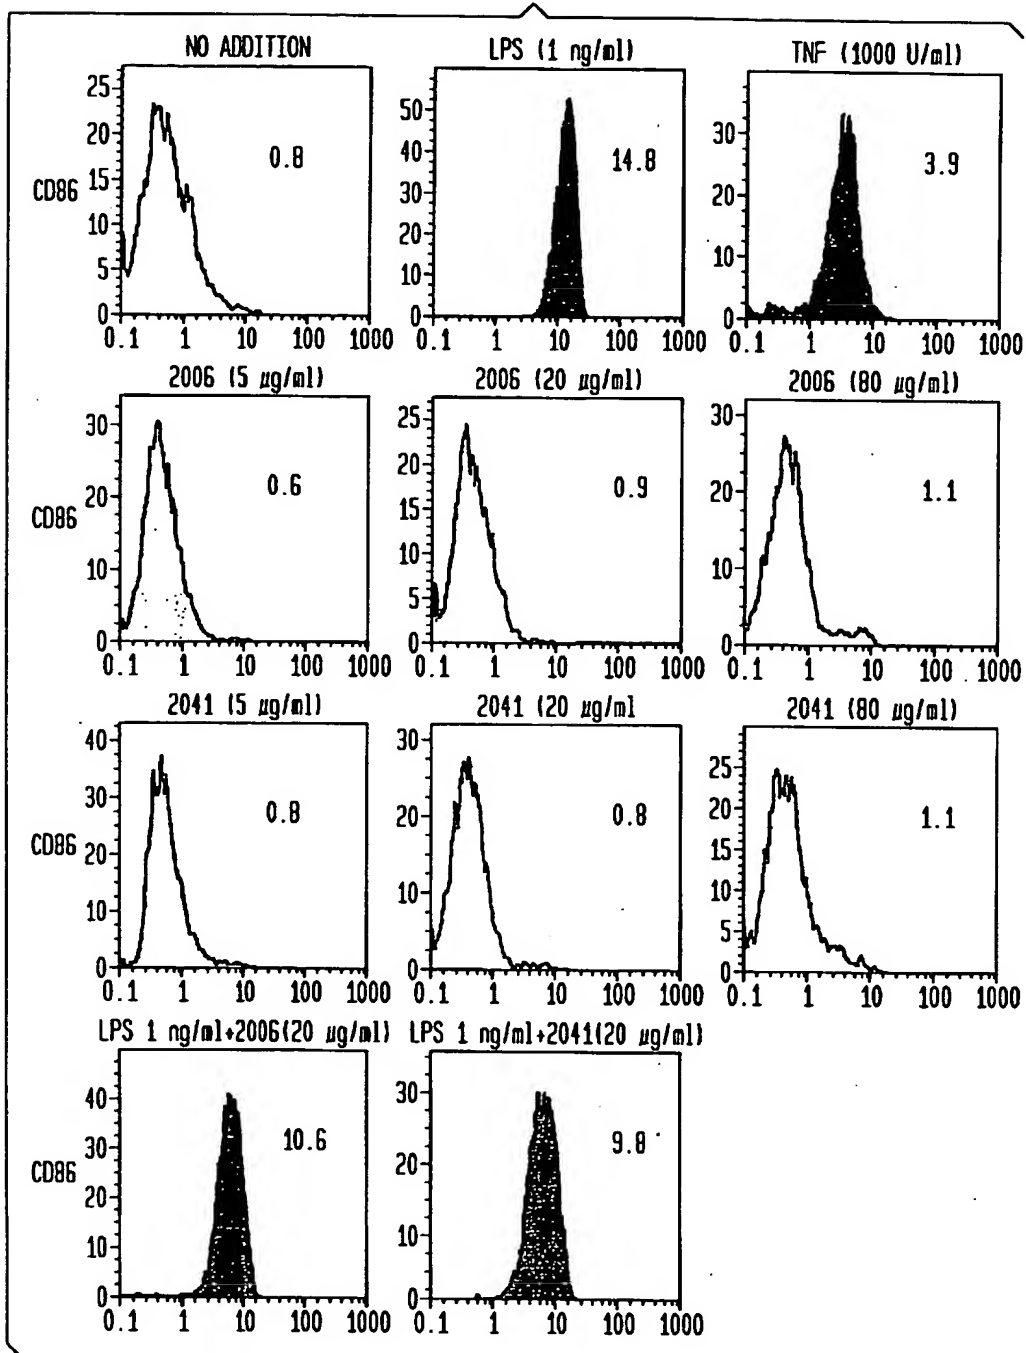 NO ADDITION LPS (1 ng/ml) TNF (1000 U/ml)
25 20 15 10 5 0 CD86 0.8
50 40 30 20 10 0 14.8
30 20 10 0 3.9
0.1 1 10 100 1000 0.1 1 10 100 1000 0.1 1 10 100 1000
2006 (5 µg/ml) 2006 (20 µg/ml) 2006 (80 µg/ml)
30 20 10 0 CD86 0.6
25 20 15 10 5 0 0.9
30 20 10 0 1.1
0.1 1 10 100 1000 0.1 1 10 100 1000 0.1 1 10 100 1000
2041 (5 µg/ml) 2041 (20 µg/ml 2041 (80 µg/ml)
40 30 20 10 0 CD86 0.8
30 20 10 0 0.8
25 20 15 10 5 0 1.1
0.1 1 10 100 1000 0.1 1 10 100 1000 0.1 1 10 100 1000
LPS 1 ng/ml+2006(20 µg/ml) LPS 1 ng/ml+2041(20 µg/ml)
40 30 20 10 0 CD86 10.6
30 20 10 0 9.8
0.1 1 10 100 1000 0.1 1 10 100 1000